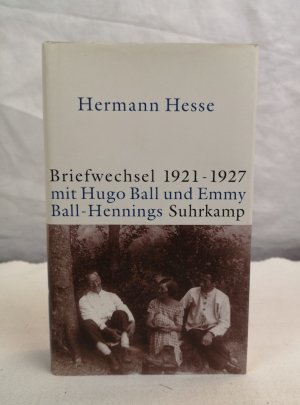 Hermann Hesse
Briefwechsel 1921-1927
mit Hugo Ball und Emmy
Ball-Hennings Suhrkamp